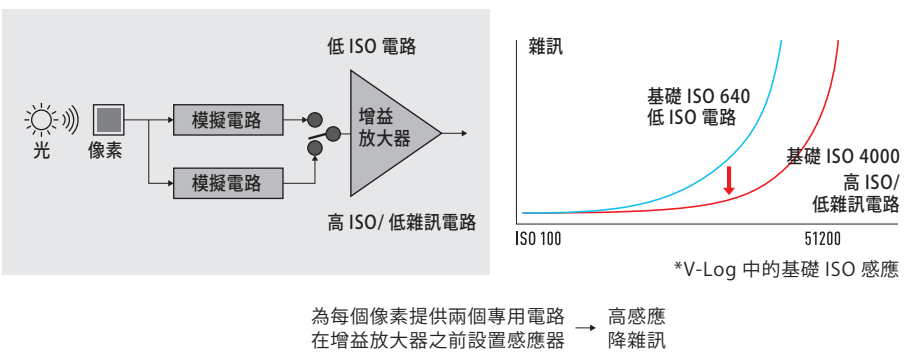 低 ISO 電路
光
像素
模擬電路
模擬電路
增益
放大器
高 ISO/ 低雜訊電路
雜訊
基礎 ISO 640
低 ISO 電路
基礎 ISO 4000
高 ISO/
低雜訊電路
ISO 100
51200
*V-Log 中的基礎 ISO 感應
為每個像素提供兩個專用電路 → 高感應
在增益放大器之前設置感應器 降雜訊